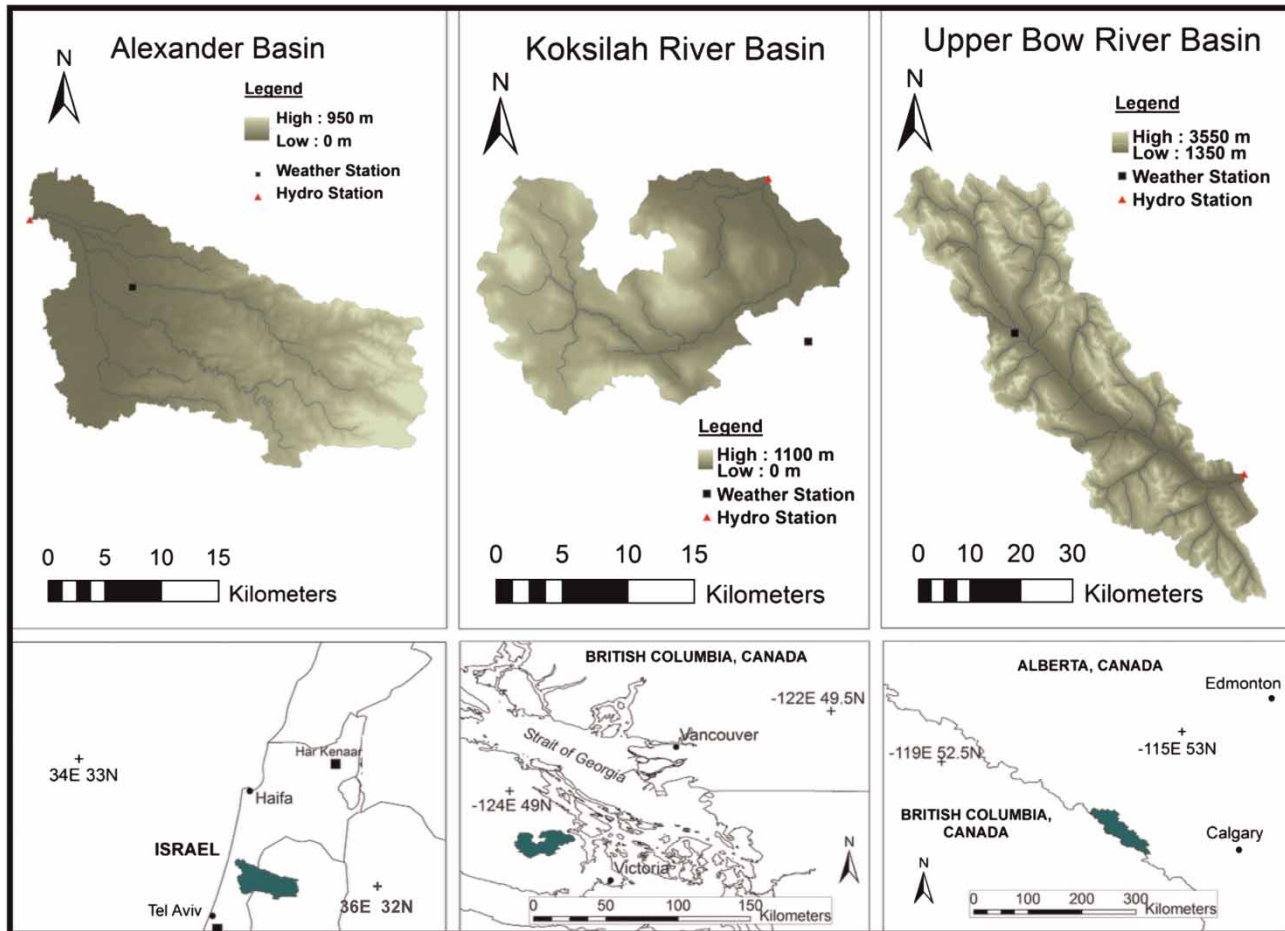 Alexander Basin
N
Legend
High : 950 m
Low : 0 m
Weather Station
Hydro Station
0 5 10 15
Kilometers
Koksilah River Basin
N
Legend
High : 1100 m
Low : 0 m
Weather Station
Hydro Station
0 5 10 15
Kilometers
Upper Bow River Basin
N
Legend
High : 3550 m
Low : 1350 m
Weather Station
Hydro Station
0 10 20 30
Kilometers
34E 33N
Har Kenaar
Haifa
ISRAEL
36E 32N
Tel Aviv
BRITISH COLUMBIA, CANADA
-122E 49.5N
Strait of Georgia
Vancouver
-124E 49N
N
Victoria
0 50 100 150
Kilometers
ALBERTA, CANADA
Edmonton
-119E 52.5N
-115E 53N
BRITISH COLUMBIA,
CANADA
Calgary
N
0 100 200 300
Kilometers